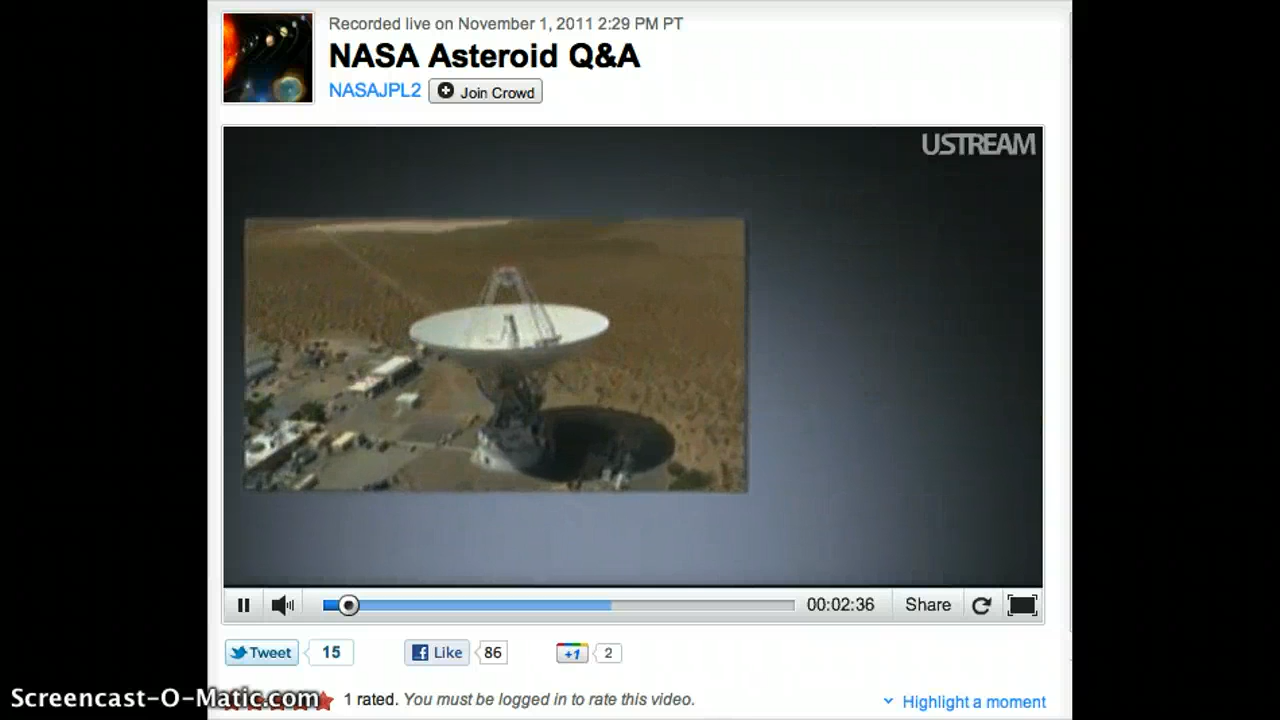 Recorded live on November 1, 2011 2:29 PM PT
NASA Asteroid Q&A
NASAJPL2 Join Crowd
USTREAM
00:02:36 Share
Tweet 15 Like 86 +1 2
Screencast-O-Matic.com 1 rated. You must be logged in to rate this video. Highlight a moment